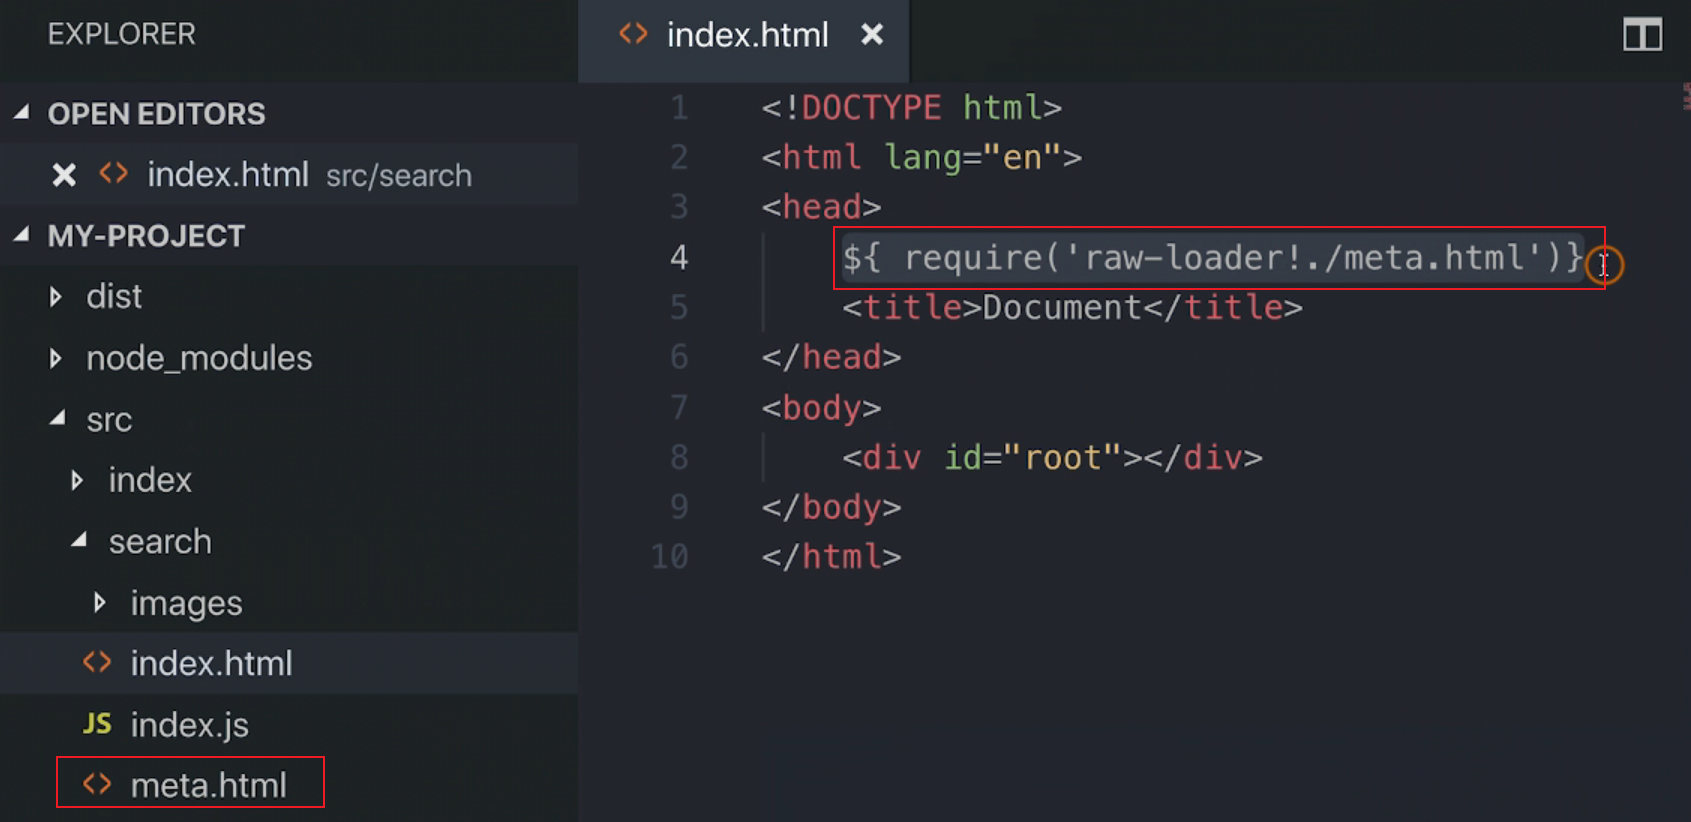 EXPLORER
OPEN EDITORS
index.html src/search
MY-PROJECT
dist
node_modules
src
index
search
images
index.html
JS index.js
meta.html
index.html
1 <!DOCTYPE html>
2 <html lang="en">
3 <head>
4 ${ require('raw-loader!./meta.html')}
5 <title>Document</title>
6 </head>
7 <body>
8 <div id="root"></div>
9 </body>
10 </html>